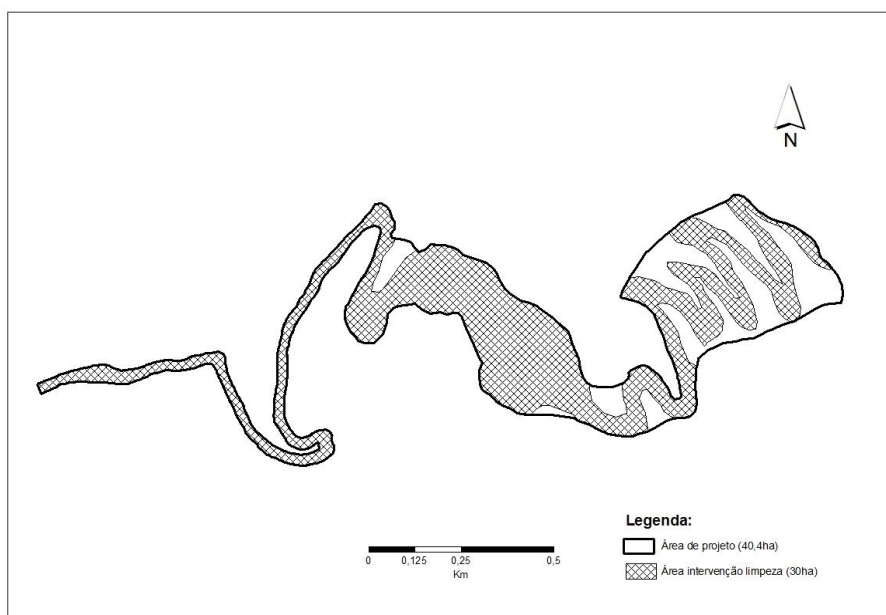 N
Legenda:
Área de projeto (40,4ha)
Área intervenção limpeza (30ha)
0 0,125 0,25 0,5
Km